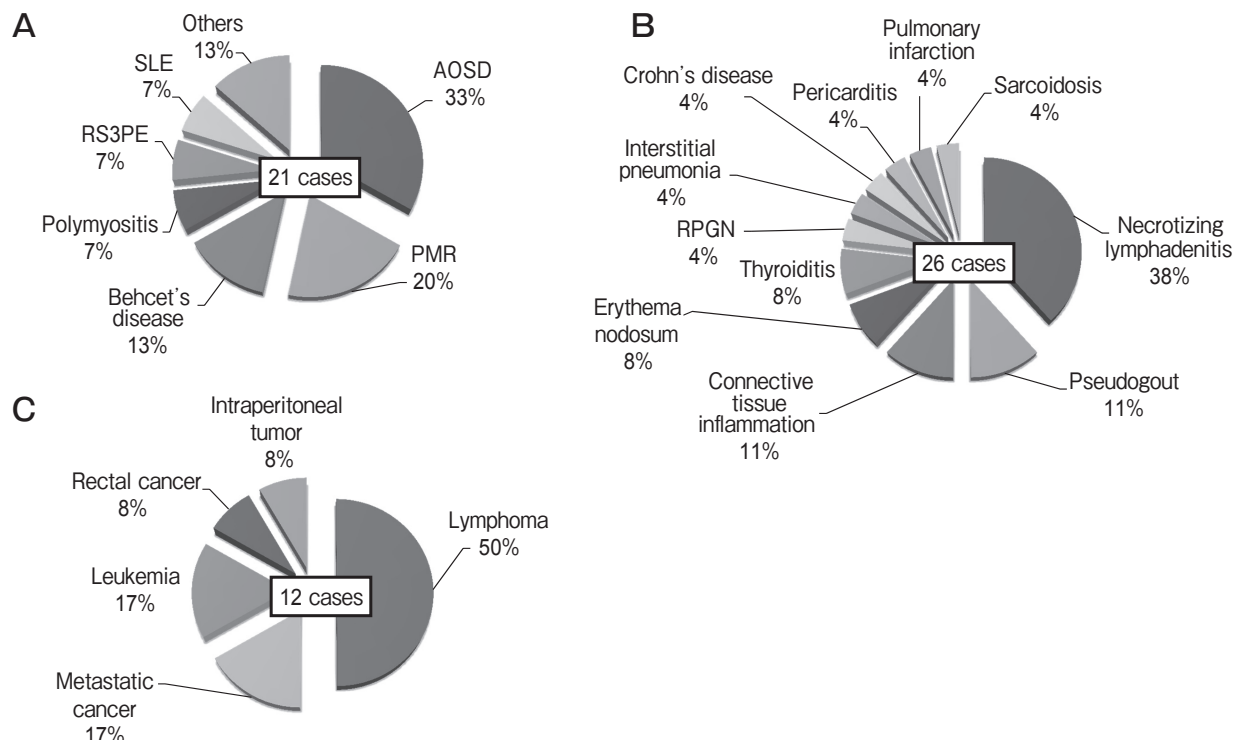 A
Others
13%
SLE
7%
RS3PE
7%
Polymyositis
7%
Behcet's
disease
13%
PMR
20%
AOSD
33%
21 cases
B
Pulmonary
infarction
4%
Crohn's disease
4%
Pericarditis
4%
Sarcoidosis
4%
Interstitial
pneumonia
4%
RPGN
4%
Thyroiditis
8%
Erythema
nodosum
8%
Connective
tissue
inflammation
11%
Pseudogout
11%
Necrotizing
lymphadenitis
38%
26 cases
C
Intraperitoneal
tumor
8%
Rectal cancer
8%
Leukemia
17%
Metastatic
cancer
17%
Lymphoma
50%
12 cases